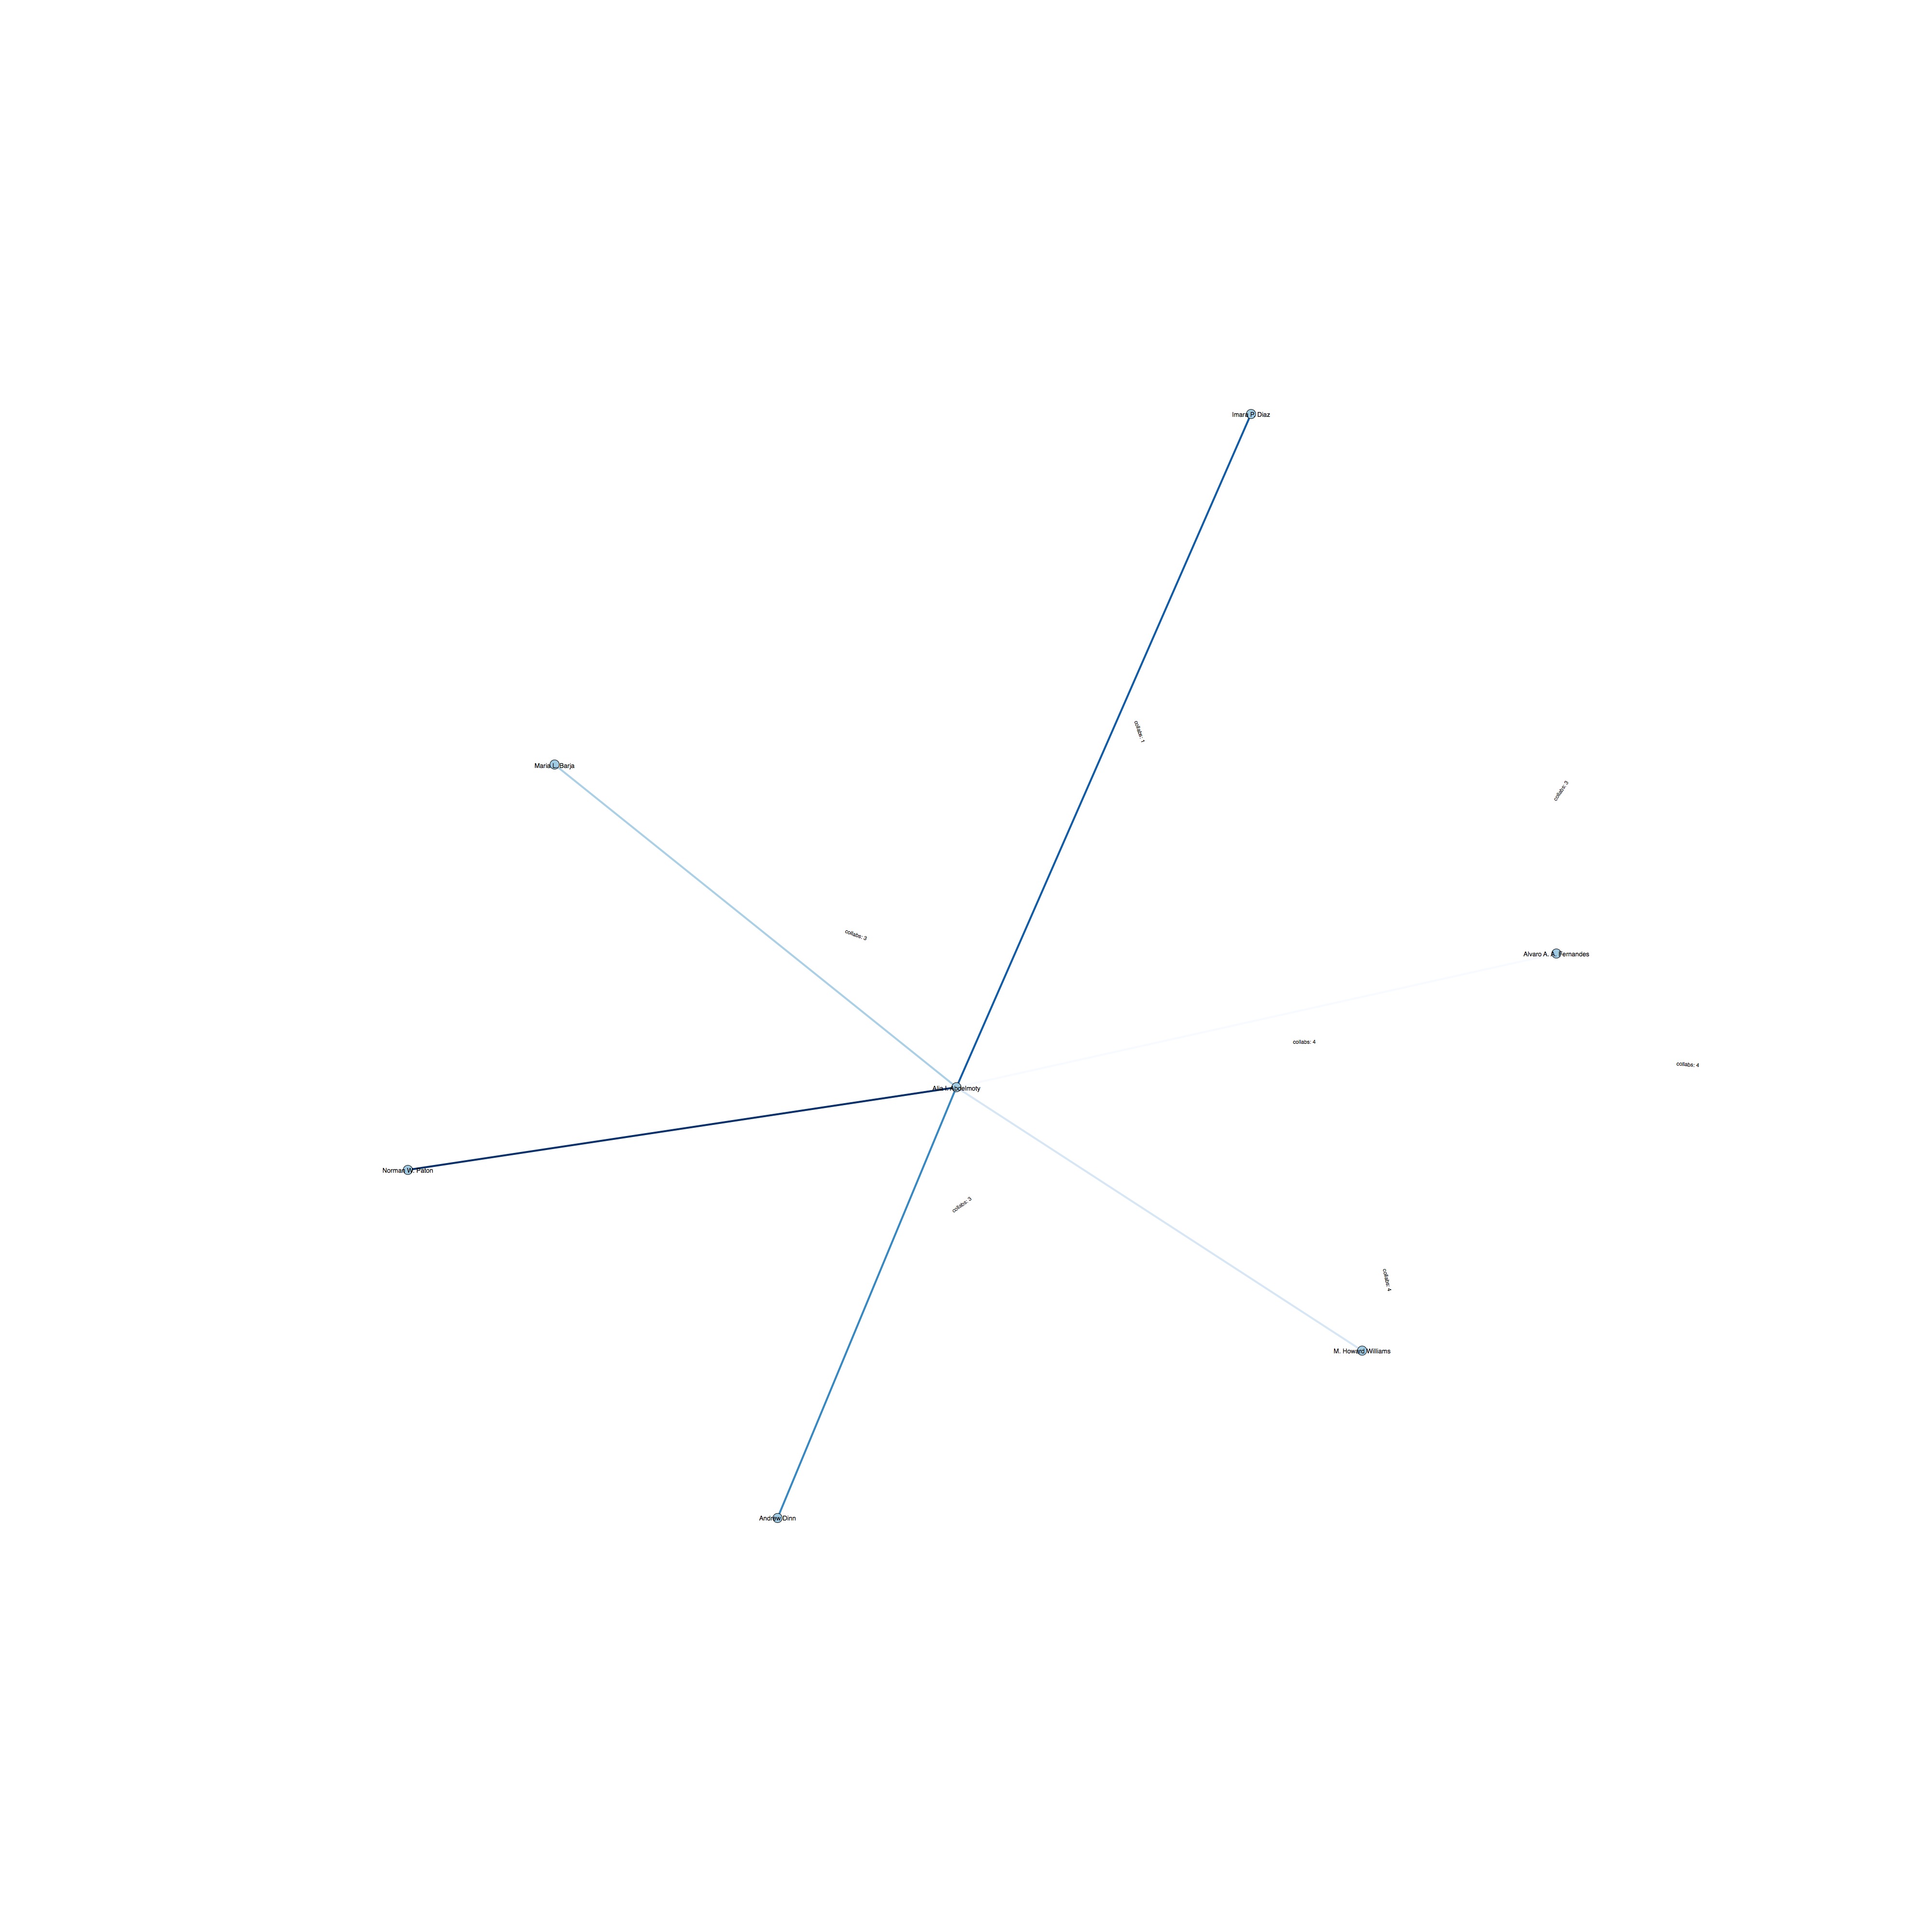 Imara P. Diaz
collabs: 1
Maria L. Barja
collabs: 3
collabs: 3
Alvaro A. A. Fernandes
collabs: 4
collabs: 4
Alia I. Abdelmoty
Norman W. Paton
collabs: 3
collabs: 4
M. Howard Williams
Andrew Dinn